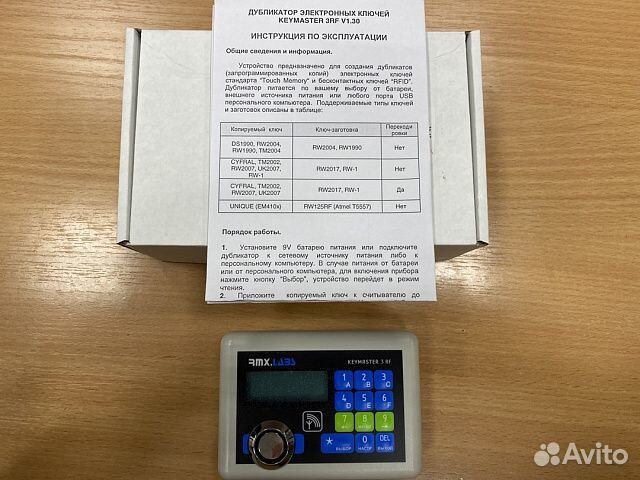 ДУБЛИКАТОР ЭЛЕКТРОННЫХ КЛЮЧЕЙ
KEYMASTER 3RF V1.30
ИНСТРУКЦИЯ ПО ЭКСПЛУАТАЦИИ
Общие сведения и информация.
Устройство предназначено для создания дубликатов
(запрограммированных копий) электронных ключей
стандарта "Touch Memory" и бесконтактных ключей "RFID".
Дубликатор питается по вашему выбору от батареи,
внешнего источника питания или любого порта USB
персонального компьютера. Поддерживаемые типы ключей
и заготовок описаны в таблице:
Копируемый ключ Ключ-заготовка Переходи
ровки
DS1990, RW2004,
RW1990, TM2004 RW2004, RW1990 Нет
CYFRAL, TM2002,
RW2007, UK2007,
RW-1 RW2017, RW-1 Нет
CYFRAL, TM2002,
RW2007, UK2007 RW2017, RW-1 Да
UNIQUE (EM410x) RW125RF (Atmel T5557) Нет
Порядок работы.
1. Установите 9V батарею питания или подключите
дубликатор к сетевому источнику питания либо к
персональному компьютеру. В случае питания от батареи
или от персонального компьютера, для включения прибора
нажмите кнопку "Выбор", устройство перейдет в режим
чтения.
2. Приложите копируемый ключ к считывателю до
RMX.LABS KEYMASTER 3 RF
1 A 2 B 3 C
4 D 5 E 6 F
7 8 9
* ВЫБОР 0 НАСТР DEL ВЫХОД
Avito